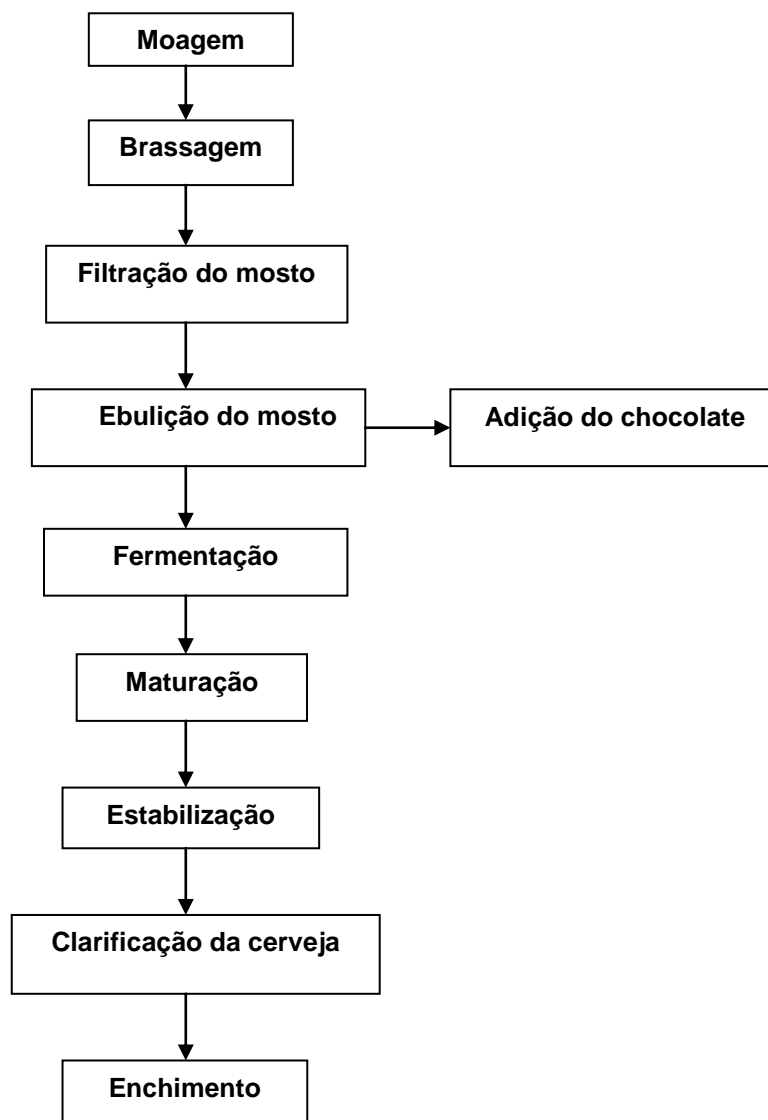 Moagem
Brassagem
Filtração do mosto
Ebulição do mosto
Adição do chocolate
Fermentação
Maturação
Estabilização
Clarificação da cerveja
Enchimento